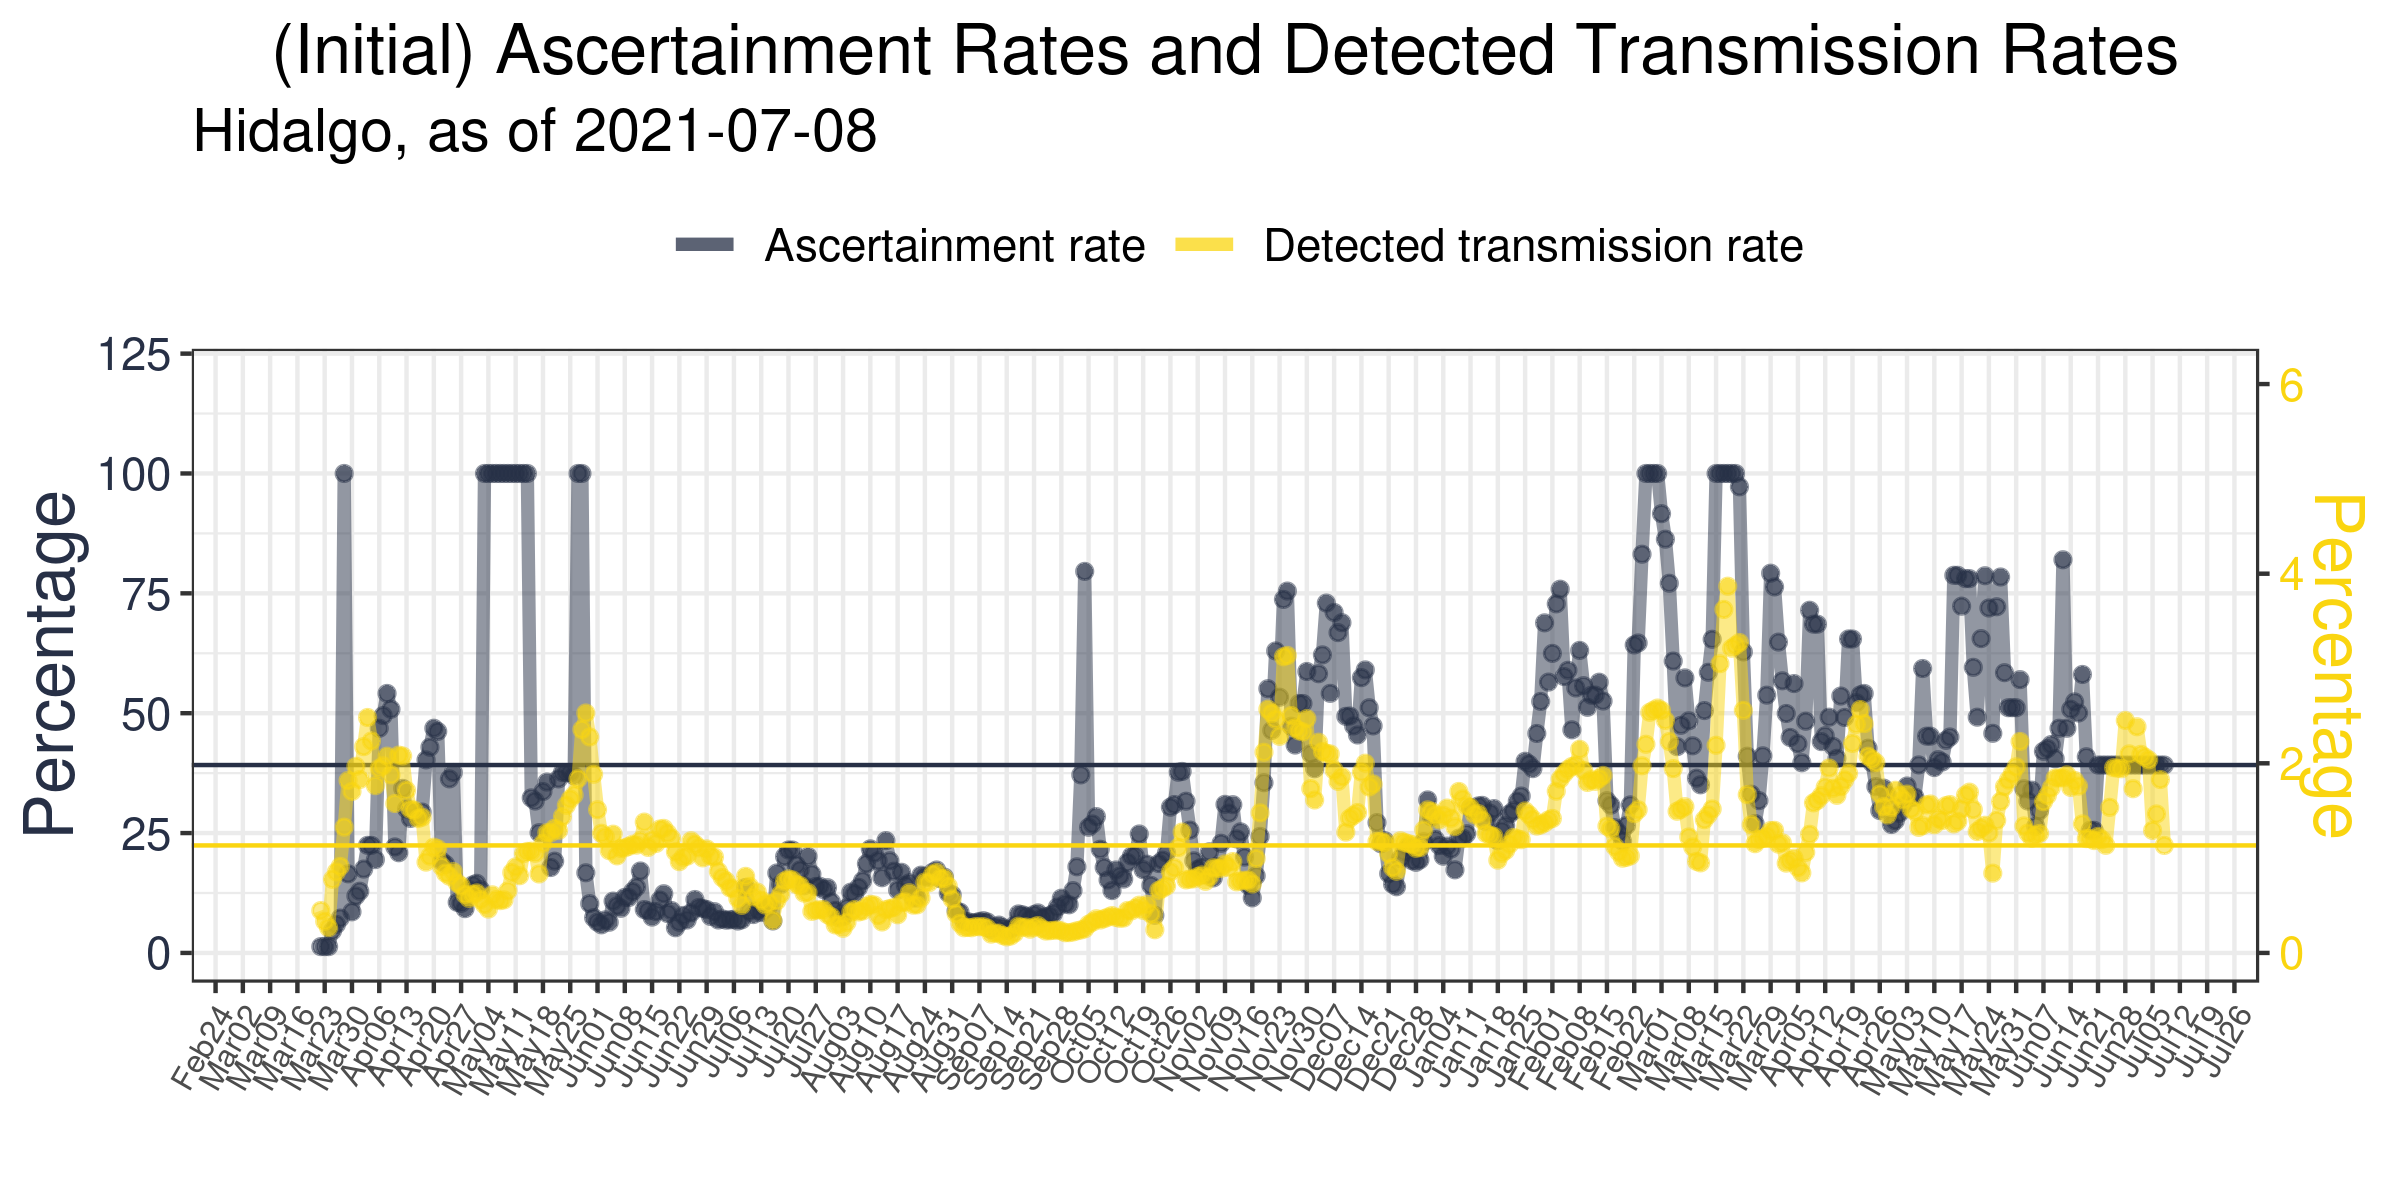 (Initial) Ascertainment Rates and Detected Transmission Rates
Hidalgo, as of 2021-07-08
Ascertainment rate
Detected transmission rate
Percentage
125
100
75
50
25
0
6
4
2
0
Percentage
Feb24
Mar02
Mar09
Mar16
Mar23
Mar30
Apr06
Apr13
Apr20
Apr27
May04
May11
May18
May25
Jun01
Jun08
Jun15
Jun22
Jun29
Jul06
Jul13
Jul20
Jul27
Aug03
Aug10
Aug17
Aug24
Aug31
Sep07
Sep14
Sep21
Sep28
Oct05
Oct12
Oct19
Oct26
Nov02
Nov09
Nov16
Nov23
Nov30
Dec07
Dec14
Dec21
Dec28
Jan04
Jan11
Jan18
Jan25
Feb01
Feb08
Feb15
Feb22
Mar01
Mar08
Mar15
Mar22
Mar29
Apr05
Apr12
Apr19
Apr26
May03
May10
May17
May24
May31
Jun07
Jun14
Jun21
Jun28
Jul05
Jul12
Jul19
Jul26